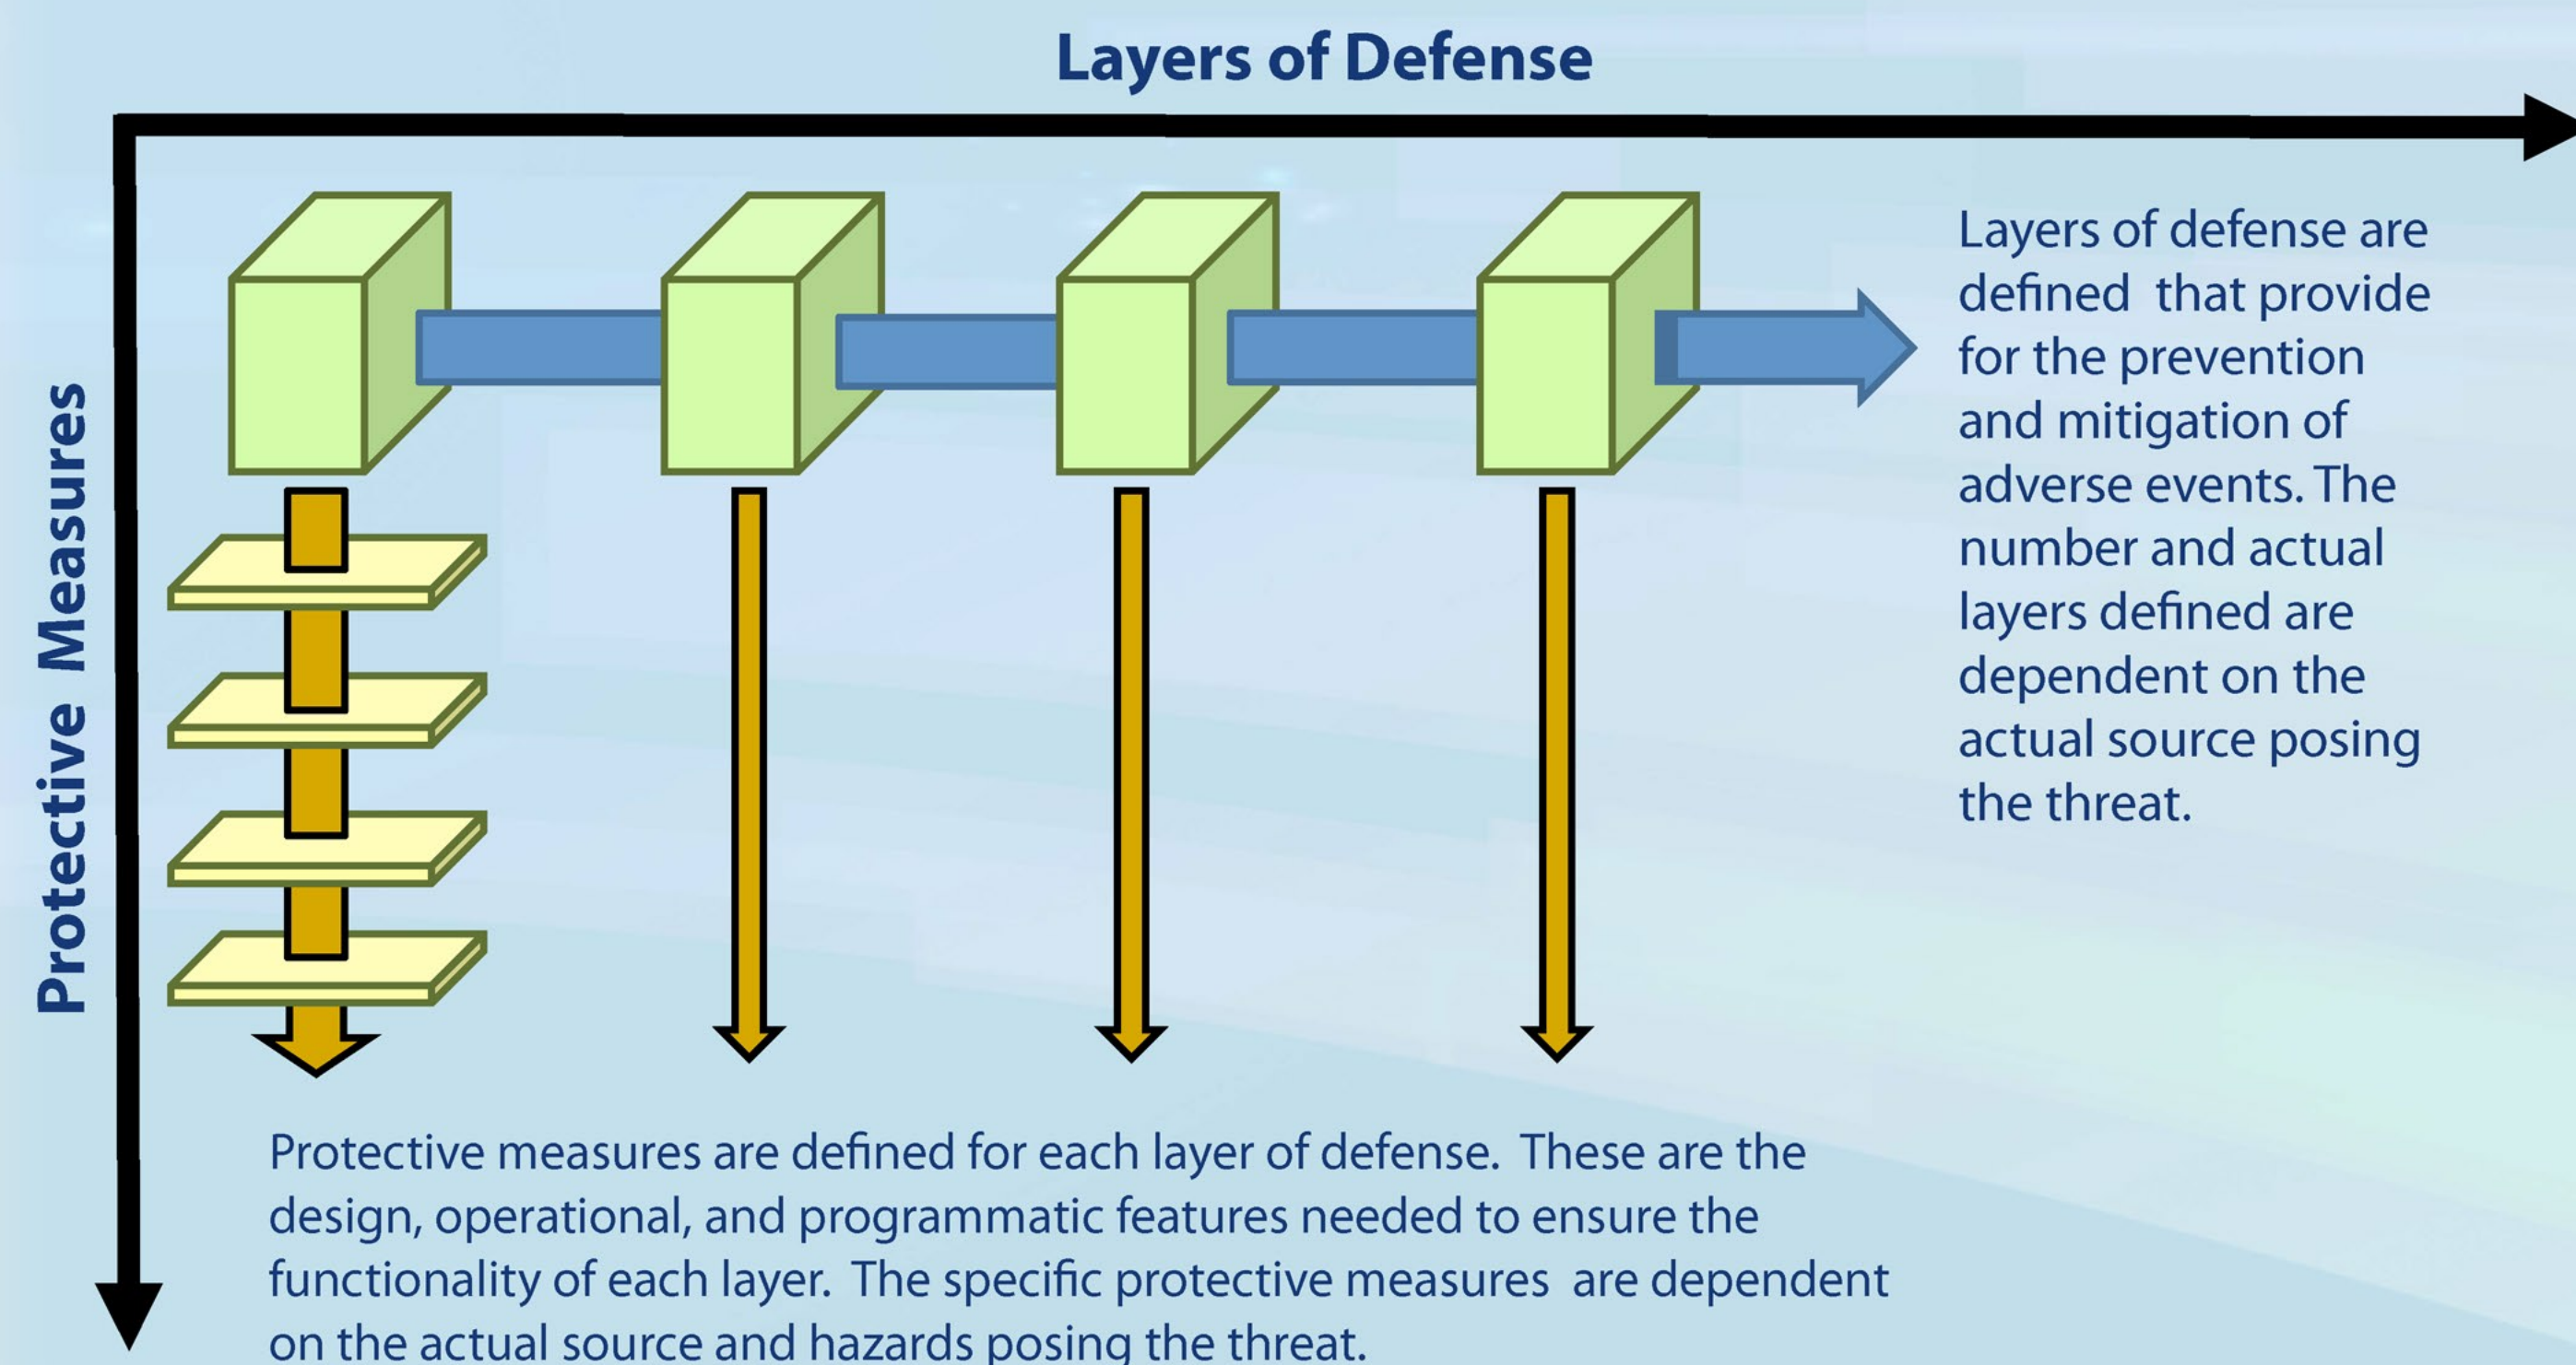 Layers of Defense
Protective Measures
Layers of defense are
defined that provide
for the prevention
and mitigation of
adverse events. The
number and actual
layers defined are
dependent on the
actual source posing
the threat.
Protective measures are defined for each layer of defense. These are the
design, operational, and programmatic features needed to ensure the
functionality of each layer. The specific protective measures are dependent
on the actual source and hazards posing the threat.